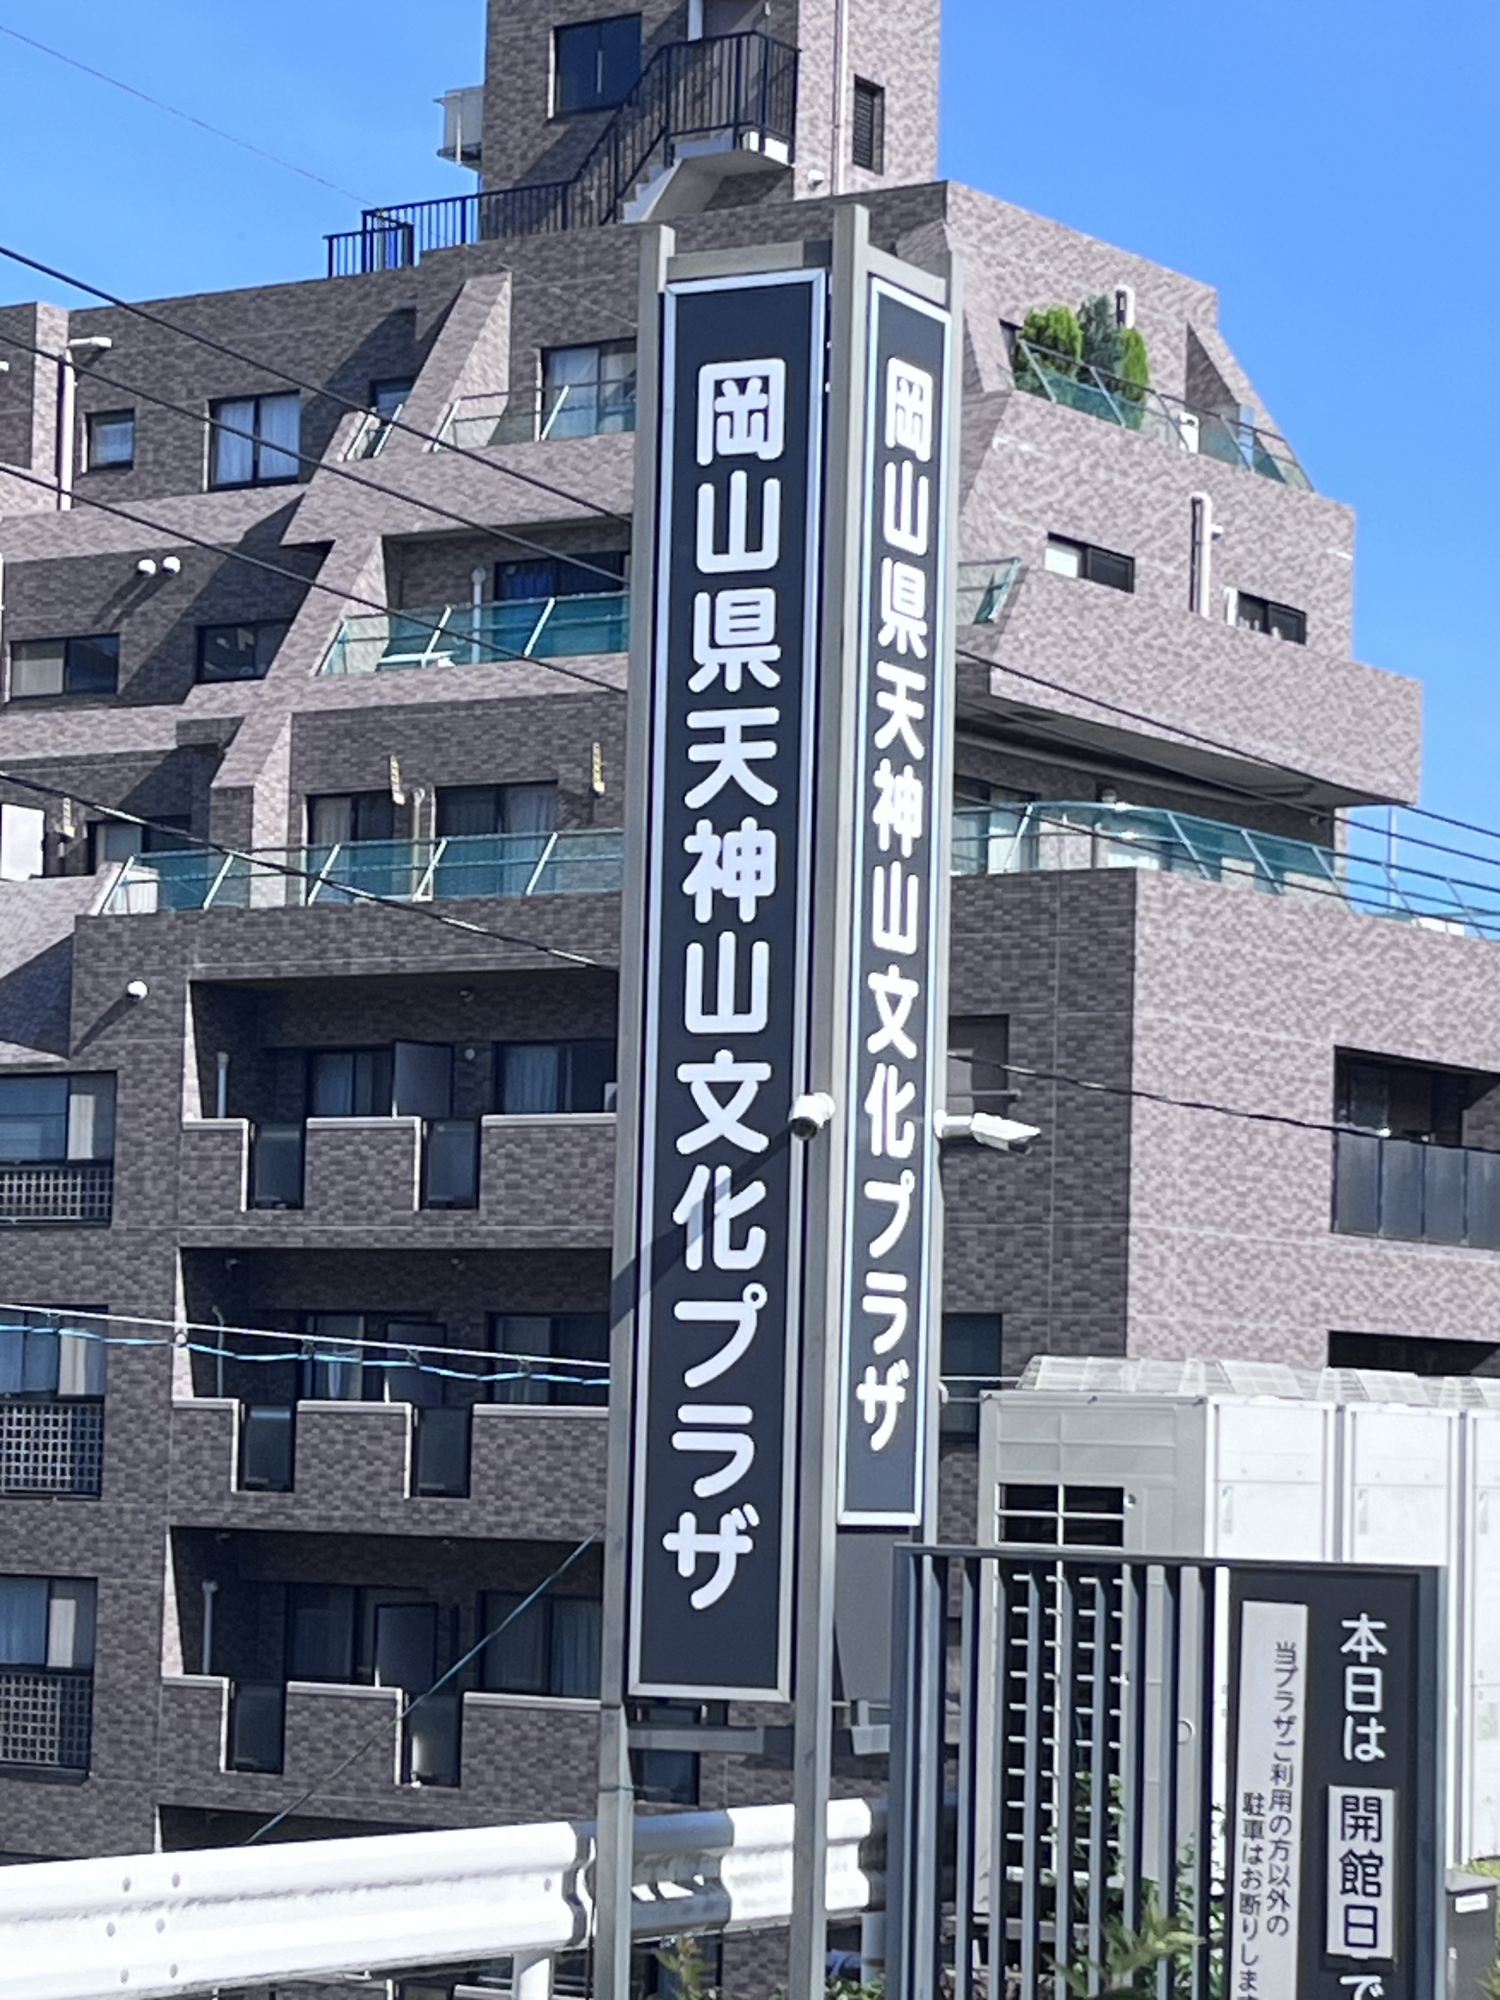 岡山県天神山文化プラザ
岡山県天神山文化プラザ
本日は開館日で
当プラザご利用の方以外の
駐車はお断りしま